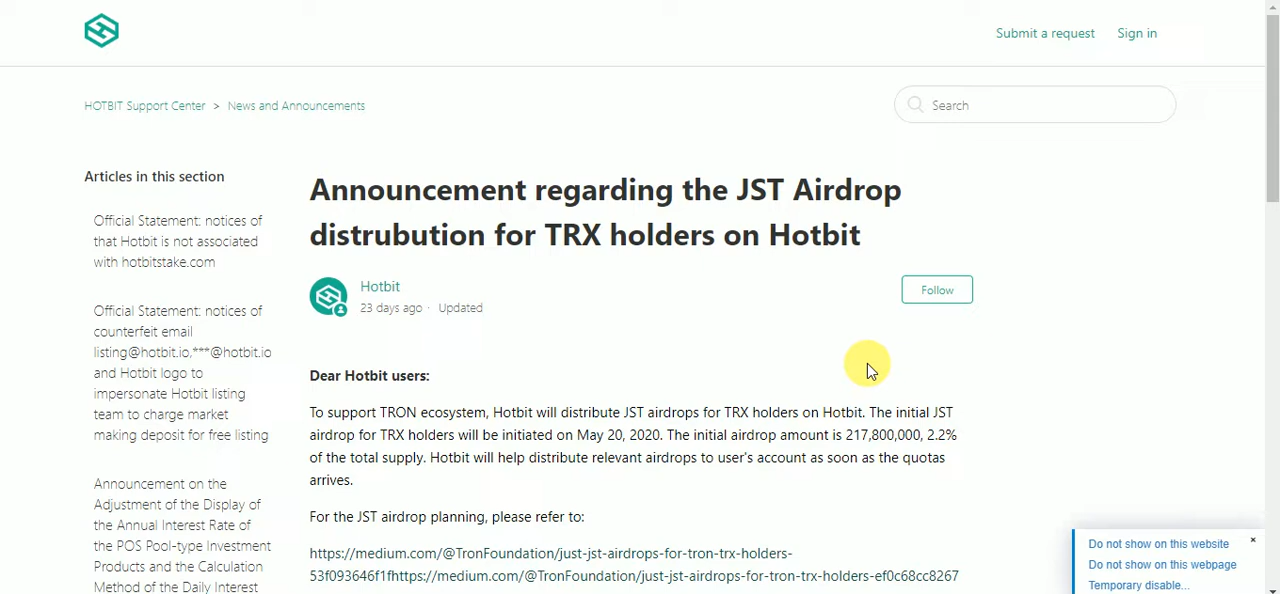 Submit a request
Sign in
HOTBIT Support Center > News and Announcements
Search
Articles in this section
Official Statement: notices of
that Hotbit is not associated
with hotbitstake.com
Official Statement: notices of
counterfeit email
listing@hotbit.io,***@hotbit.io
and Hotbit logo to
impersonate Hotbit listing
team to charge market
making deposit for free listing
Announcement on the
Adjustment of the Display of
the Annual Interest Rate of
the POS Pool-type Investment
Products and the Calculation
Method of the Daily Interest
Announcement regarding the JST Airdrop
distrubution for TRX holders on Hotbit
Hotbit
23 days ago · Updated
Follow
Dear Hotbit users:
To support TRON ecosystem, Hotbit will distribute JST airdrops for TRX holders on Hotbit. The initial JST
airdrop for TRX holders will be initiated on May 20, 2020. The initial airdrop amount is 217,800,000, 2.2%
of the total supply. Hotbit will help distribute relevant airdrops to user's account as soon as the quotas
arrives.
For the JST airdrop planning, please refer to:
https://medium.com/@TronFoundation/just-jst-airdrops-for-tron-trx-holders-
53f093646f1fhttps://medium.com/@TronFoundation/just-jst-airdrops-for-tron-trx-holders-ef0c68cc8267
Do not show on this website
Do not show on this webpage
Temporary disable...